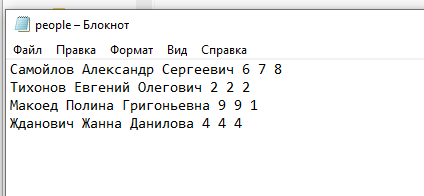 people – Блокнот
Файл Правка Формат Вид Справка
Самойлов Александр Сергеевич 6 7 8
Тихонов Евгений Олегович 2 2 2
Макоед Полина Григоньевна 9 9 1
Жданович Жанна Данилова 4 4 4